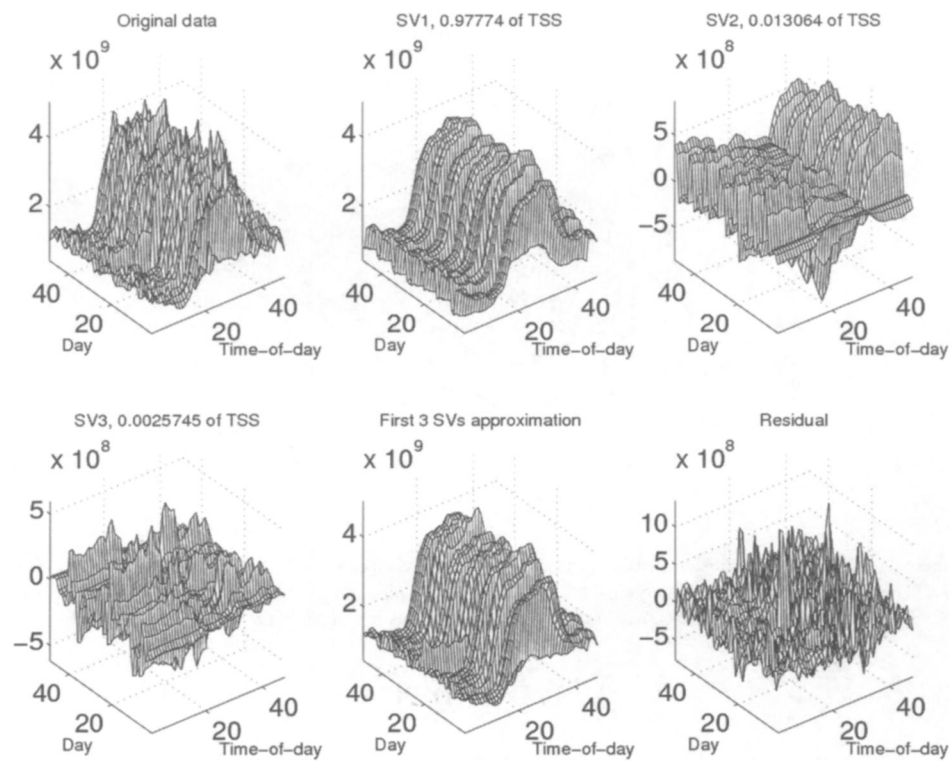 Original data
SV1, 0.97774 of TSS
SV2, 0.013064 of TSS
x 10^9
x 10^9
x 10^8
4
2
40
20
Day
20
40
Time-of-day
4
2
40
20
Day
20
40
Time-of-day
5
0
-5
40
20
Day
20
40
Time-of-day
SV3, 0.0025745 of TSS
First 3 SVs approximation
Residual
x 10^8
x 10^9
x 10^8
5
0
-5
40
20
Day
20
40
Time-of-day
4
2
40
20
Day
20
40
Time-of-day
10
5
0
-5
40
20
Day
20
40
Time-of-day